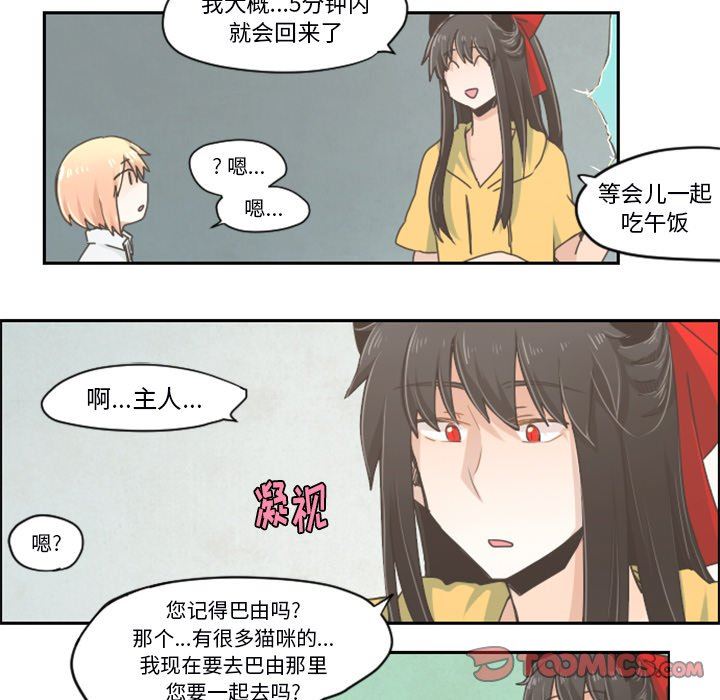 我大概...5分钟内
就会回来了
? 嗯...
嗯...
等会儿一起
吃午饭
啊...主人...
凝视
嗯?
您记得巴由吗?
那个...有很多猫咪的...
我现在要去巴由那里
您要一起去吗?
TOOMICS.COM